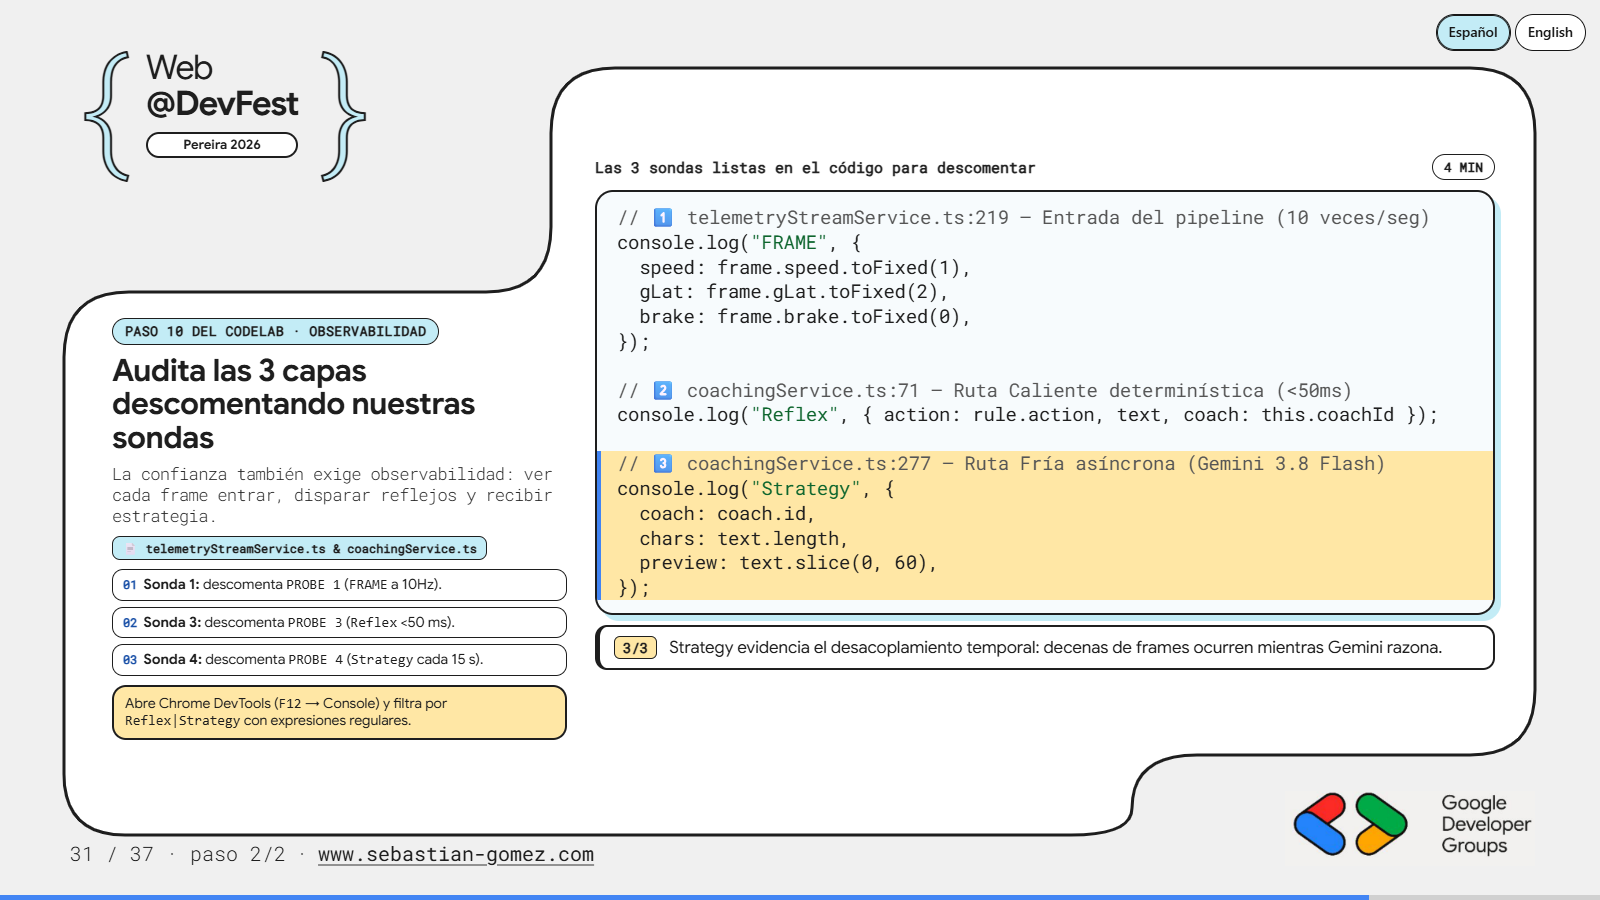 Español
English
Web
@DevFest
Pereira 2026
PASO 10 DEL CODELAB · OBSERVABILIDAD
Audita las 3 capas
descomentando nuestras
sondas
La confianza también exige observabilidad: ver
cada frame entrar, disparar reflejos y recibir
estrategia.
telemetryStreamService.ts & coachingService.ts
01 Sonda 1: descomenta PROBE 1 (FRAME a 10Hz).
02 Sonda 3: descomenta PROBE 3 (Reflex <50 ms).
03 Sonda 4: descomenta PROBE 4 (Strategy cada 15 s).
Abre Chrome DevTools (F12 → Console) y filtra por
Reflex|Strategy con expresiones regulares.
Las 3 sondas listas en el código para descomentar
4 MIN
// 1️⃣ telemetryStreamService.ts:219 — Entrada del pipeline (10 veces/seg)
console.log("FRAME", {
  speed: frame.speed.toFixed(1),
  gLat: frame.gLat.toFixed(2),
  brake: frame.brake.toFixed(0),
});
// 2️⃣ coachingService.ts:71 — Ruta Caliente determinística (<50ms)
console.log("Reflex", { action: rule.action, text, coach: this.coachId });
// 3️⃣ coachingService.ts:277 — Ruta Fría asíncrona (Gemini 3.8 Flash)
console.log("Strategy", {
  coach: coach.id,
  chars: text.length,
  preview: text.slice(0, 60),
});
3/3 Strategy evidencia el desacoplamiento temporal: decenas de frames ocurren mientras Gemini razona.
31 / 37 · paso 2/2 · www.sebastian-gomez.com
Google
Developer
Groups